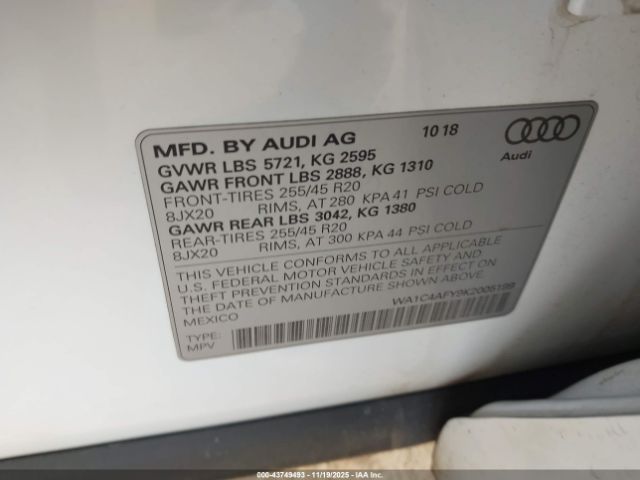 MFD. BY AUDI AG 10 18
GVWR LBS 5721, KG 2595
GAWR FRONT LBS 2888, KG 1310
FRONT-TIRES 255/45 R20
8JX20 RIMS, AT 280 KPA 41 PSI COLD
GAWR REAR LBS 3042, KG 1380
REAR-TIRES 255/45 R20
8JX20 RIMS, AT 300 KPA 44 PSI COLD
Audi
THIS VEHICLE CONFORMS TO ALL APPLICABLE
U.S. FEDERAL MOTOR VEHICLE SAFETY AND
THEFT PREVENTION STANDARDS IN EFFECT ON
THE DATE OF MANUFACTURE SHOWN ABOVE.
MEXICO WA1C4AFY9K2005199
TYPE:
MPV
© 43749493 - 11/19/2025 - IAAI.COM